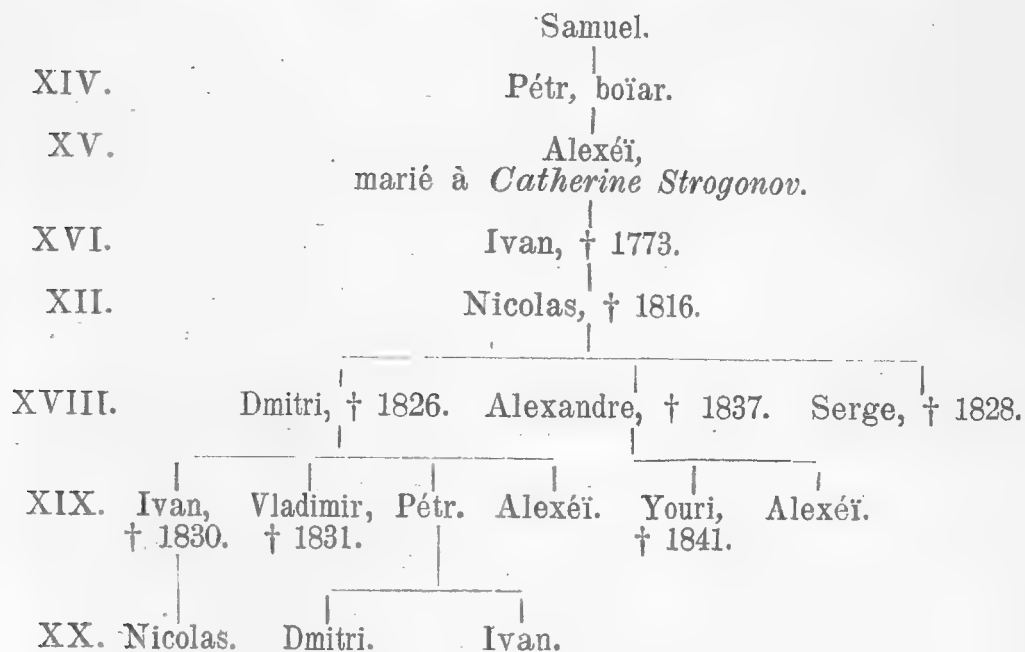 Samuel.
XIV. Pétr, boïar.
XV. Alexéï,
marié à Catherine Strogonov.
XVI. Ivan, † 1773.
XII. Nicolas, † 1816.
XVIII. Dmitri, † 1826. Alexandre, † 1837. Serge, † 1828.
XIX. Ivan, Vladimir, Pétr. Alexéï. Youri, Alexéï.
† 1830. † 1831. † 1841.
XX. Nicolas. Dmitri. Ivan.